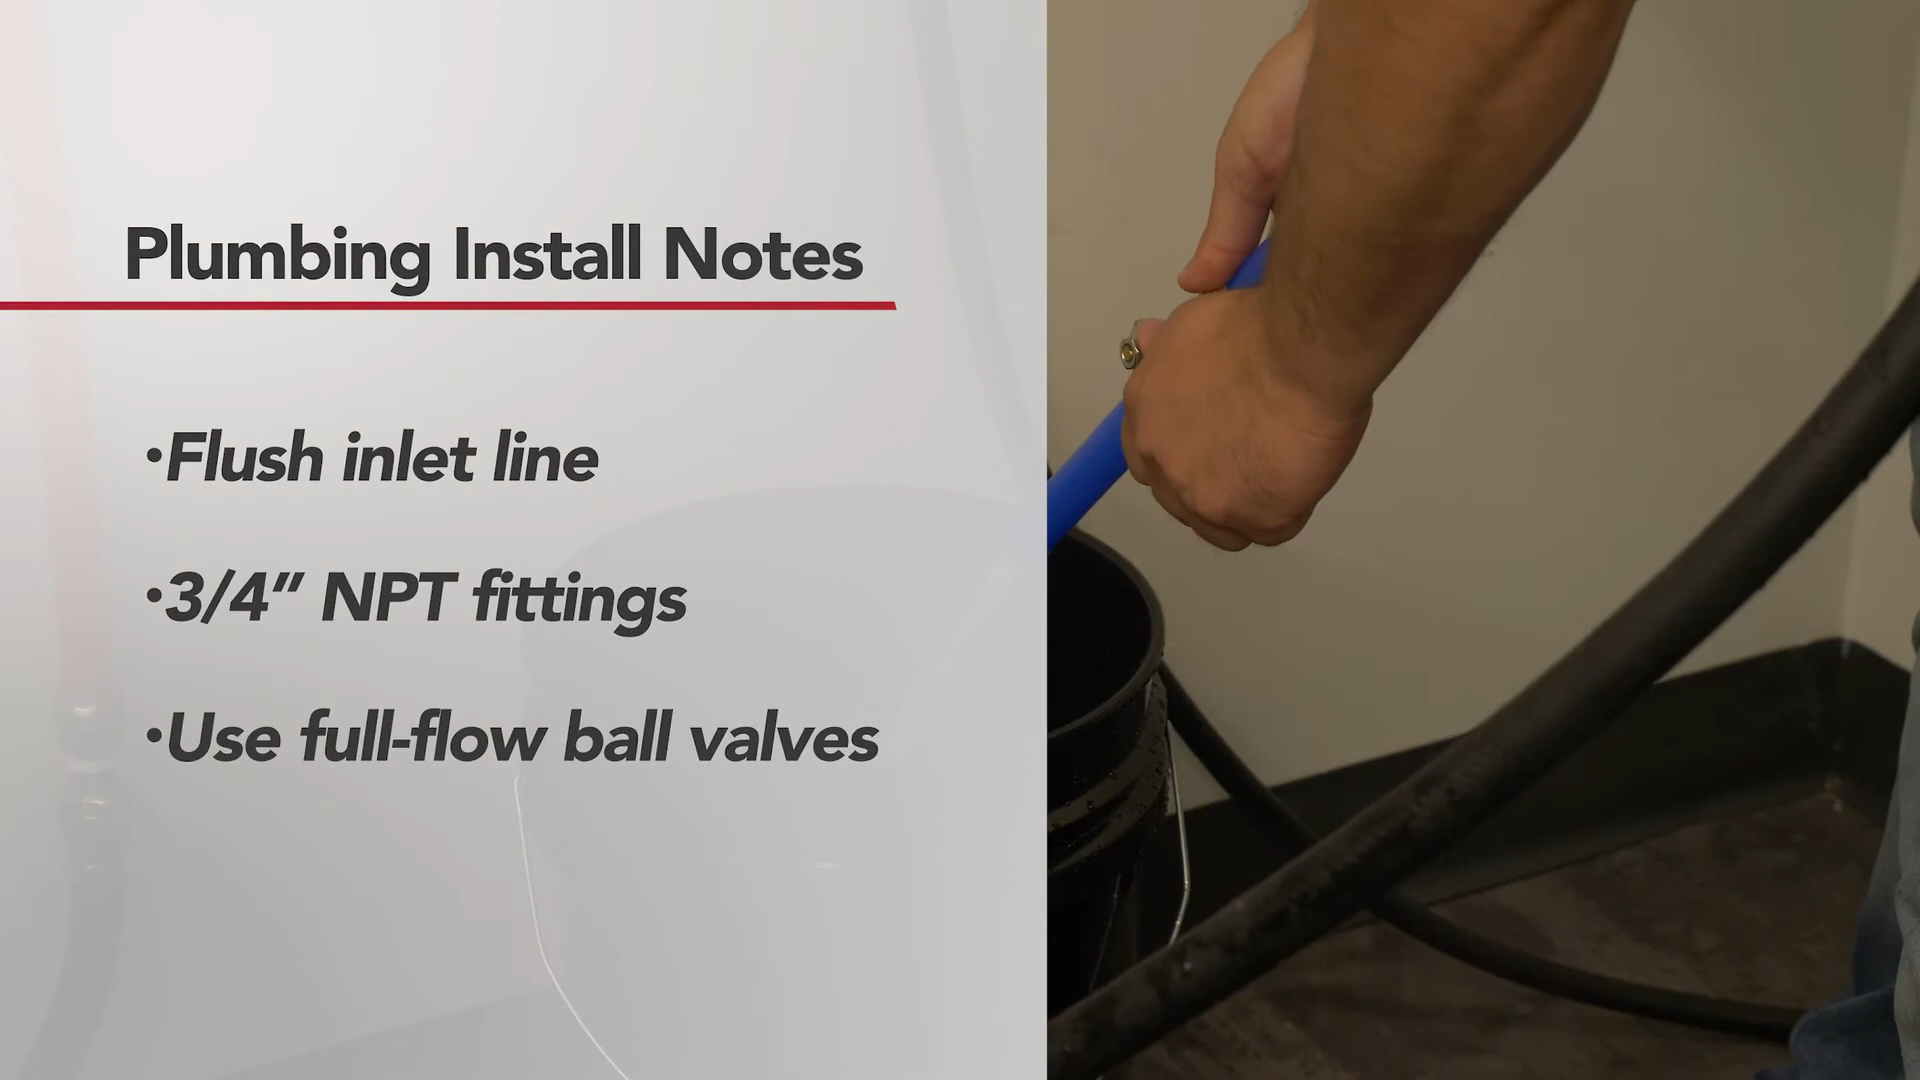 Plumbing Install Notes
•Flush inlet line
•3/4” NPT fittings
•Use full-flow ball valves